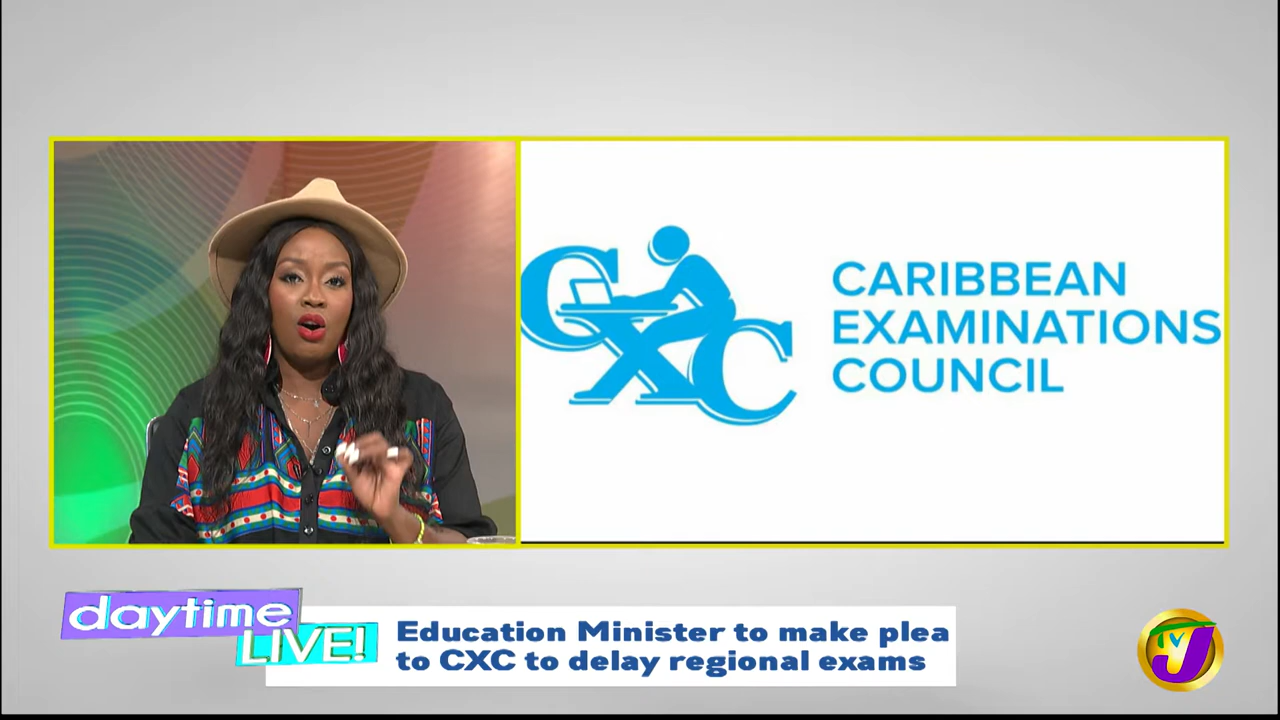 CXC
CARIBBEAN
EXAMINATIONS
COUNCIL
daytime
LIVE!
Education Minister to make plea
to CXC to delay regional exams
TVJ